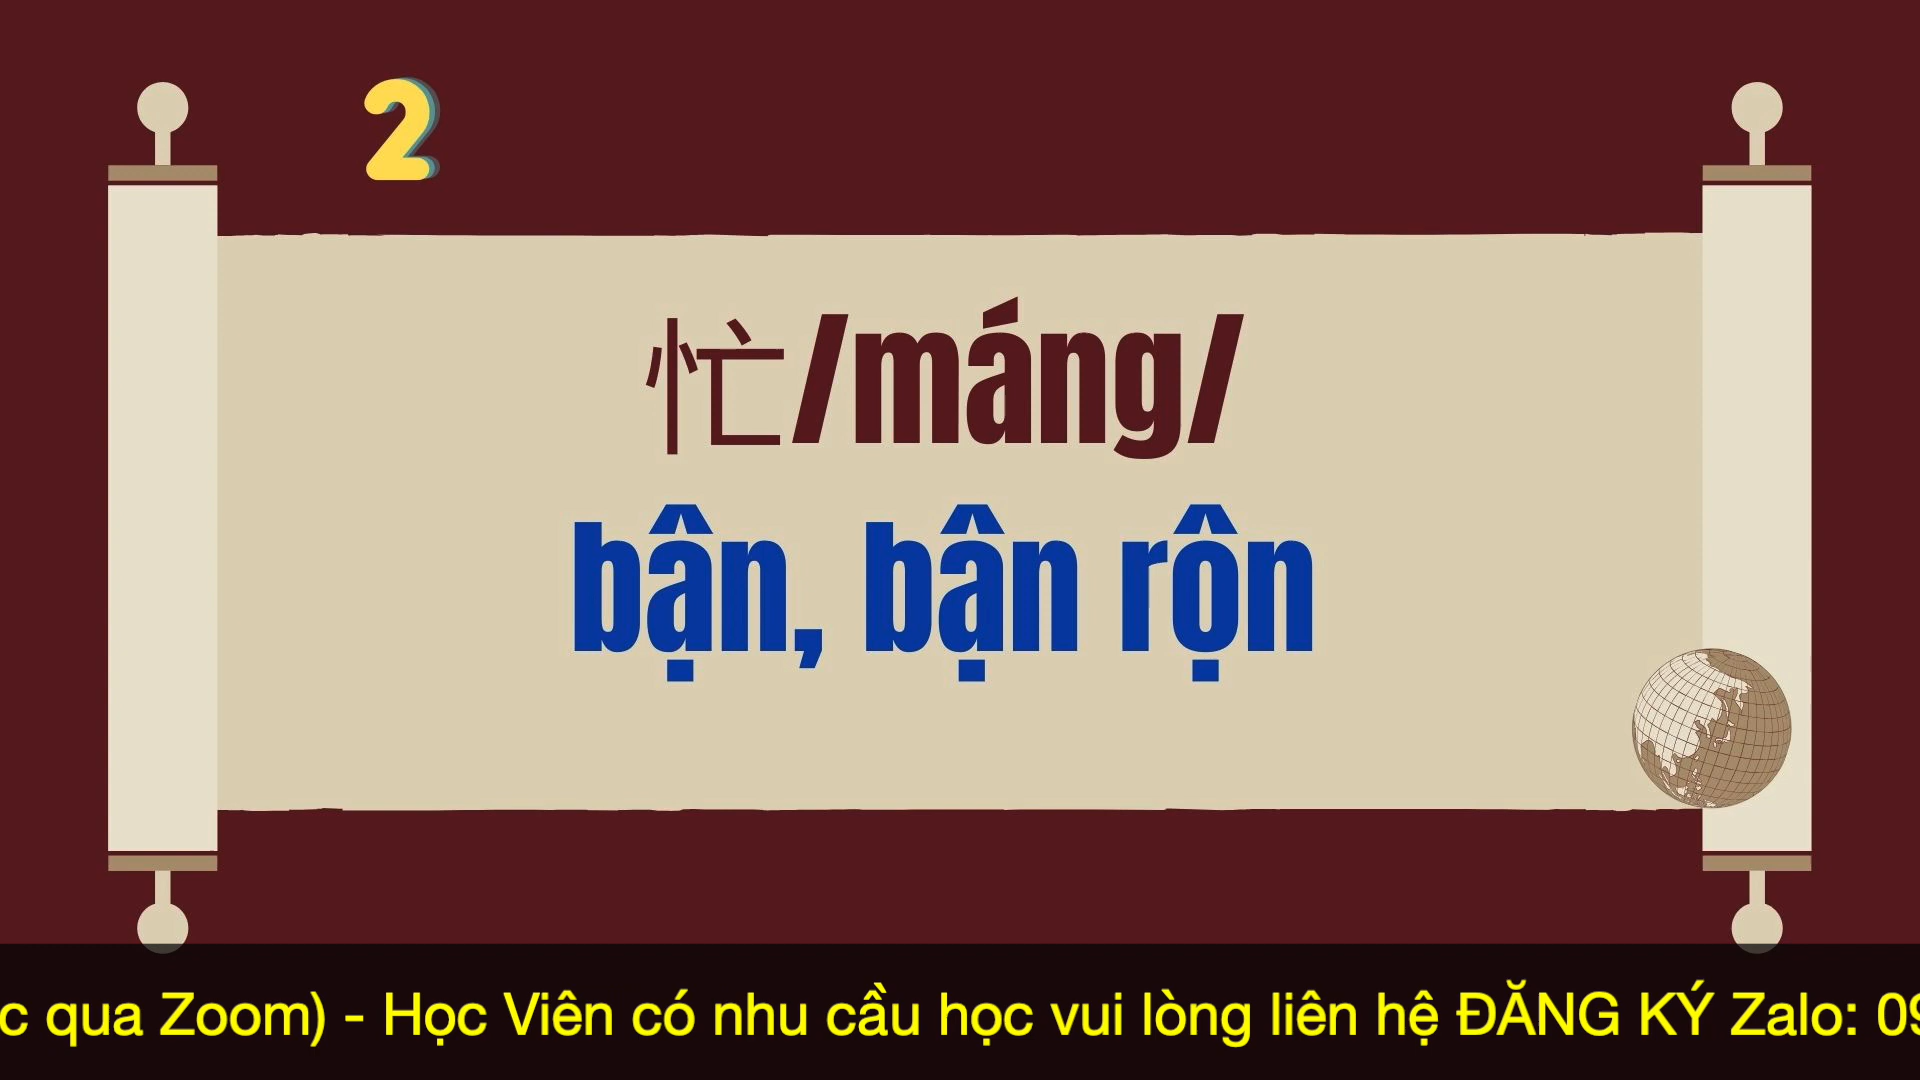 2
忙/máng/
bận, bận rộn
c qua Zoom) - Học Viên có nhu cầu học vui lòng liên hệ ĐĂNG KÝ Zalo: 09